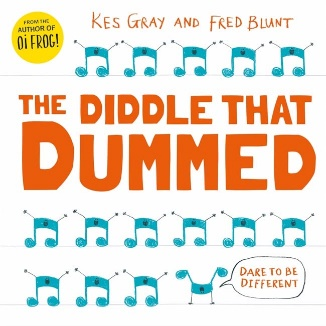 KES GRAY AND FRED BLUNT
FROM THE
AUTHOR OF
Oi FROG!
THE DIDDLE THAT
DUMMED
DARE TO BE
DIFFERENT